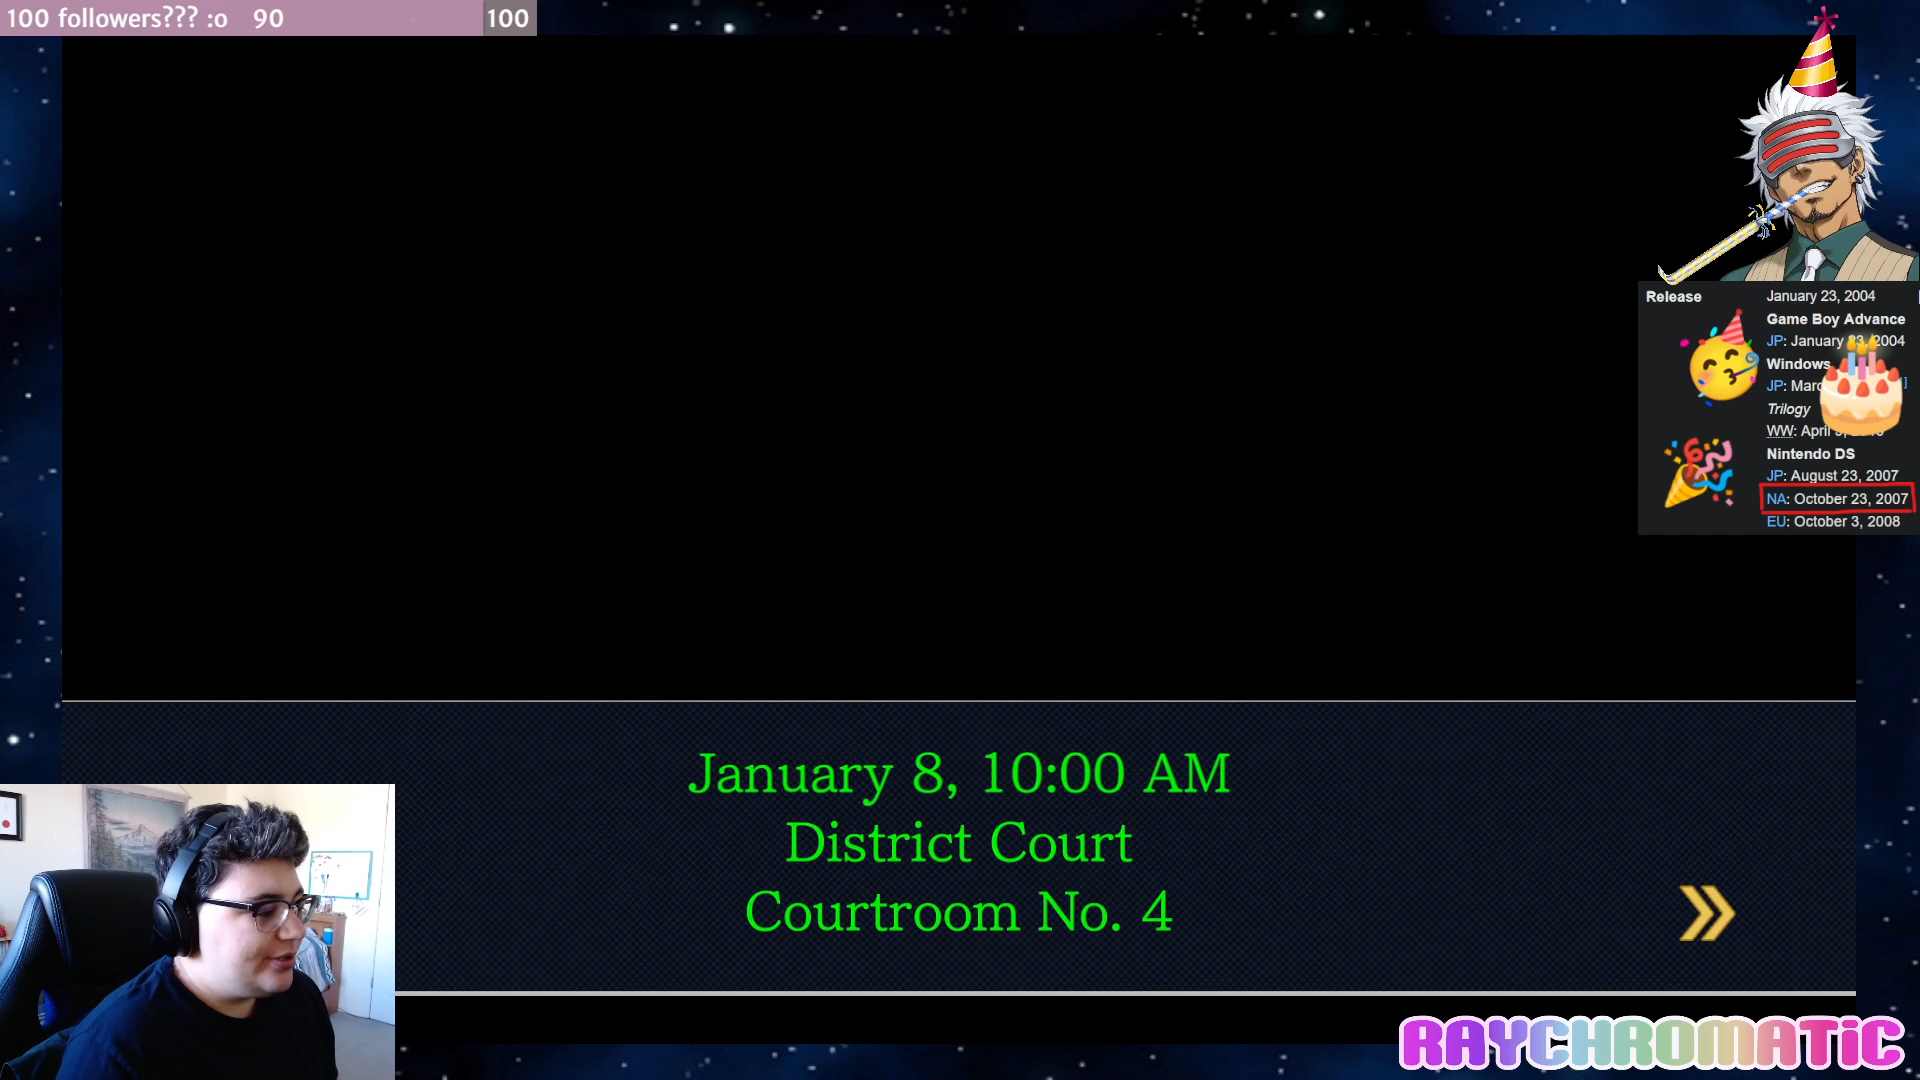 100 followers??? :o 90 100
Release January 23, 2004
Game Boy Advance
JP: January 23, 2004
Windows
JP:
Trilogy
WW: April
Nintendo DS
JP: August 23, 2007
NA: October 23, 2007
EU: October 3, 2008
January 8, 10:00 AM
District Court
Courtroom No. 4
RAYCHROMATiC